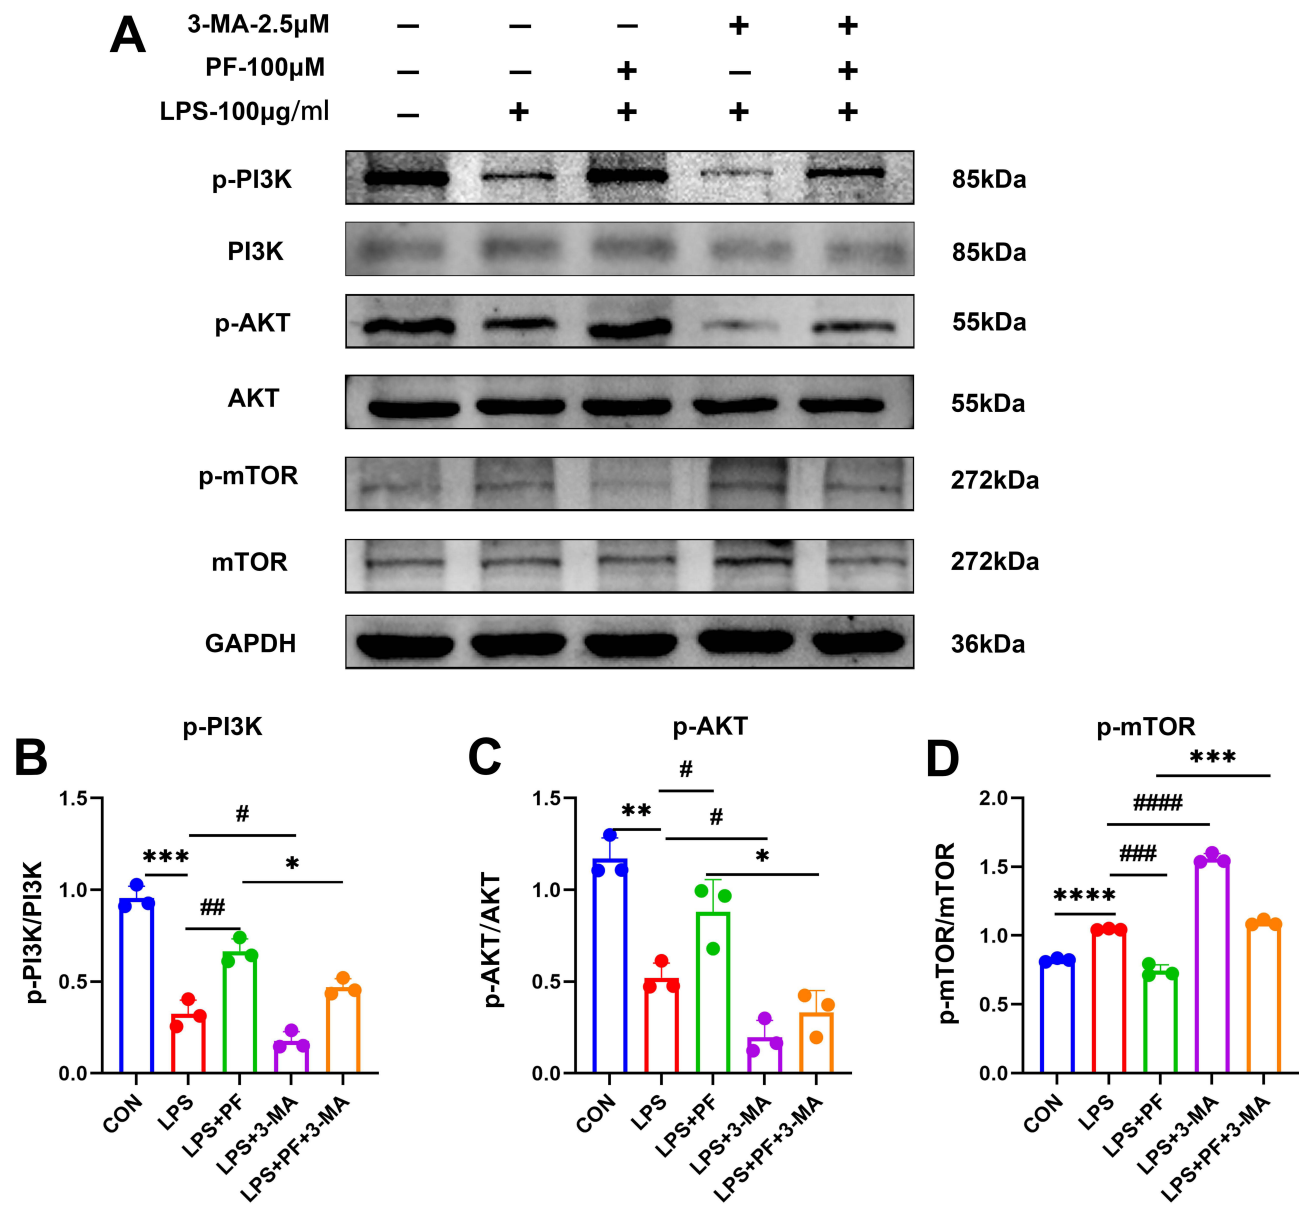 A
3-MA-2.5μM – – – + +
PF-100μM – – + – +
LPS-100μg/ml – + + + +
p-PI3K 85kDa
PI3K 85kDa
p-AKT 55kDa
AKT 55kDa
p-mTOR 272kDa
mTOR 272kDa
GAPDH 36kDa
B
p-PI3K
p-PI3K/PI3K
1.5
1.0
0.5
0.0
#
***
*
##
CON
LPS
LPS+PF
LPS+3-MA
LPS+PF+3-MA
C
p-AKT
p-AKT/AKT
1.5
1.0
0.5
0.0
#
**
#
*
CON
LPS
LPS+PF
LPS+3-MA
LPS+PF+3-MA
D
p-mTOR
p-mTOR/mTOR
2.0
1.5
1.0
0.5
0.0
***
####
###
****
CON
LPS
LPS+PF
LPS+3-MA
LPS+PF+3-MA